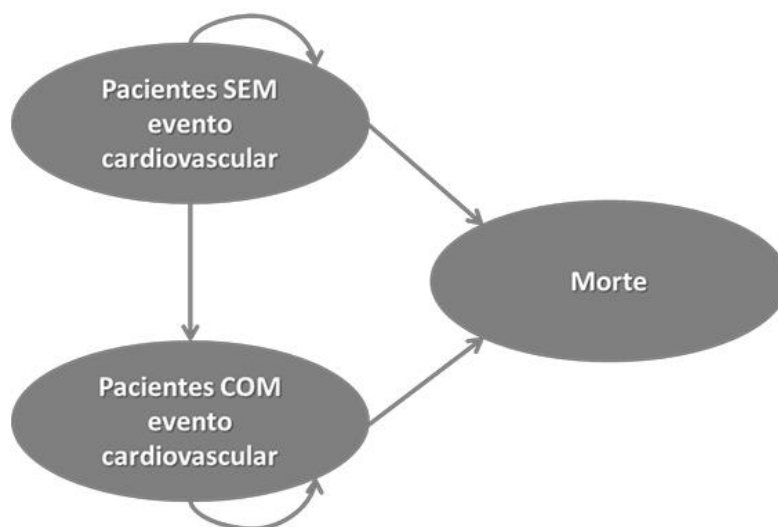 Pacientes SEM
evento
cardiovascular
Morte
Pacientes COM
evento
cardiovascular